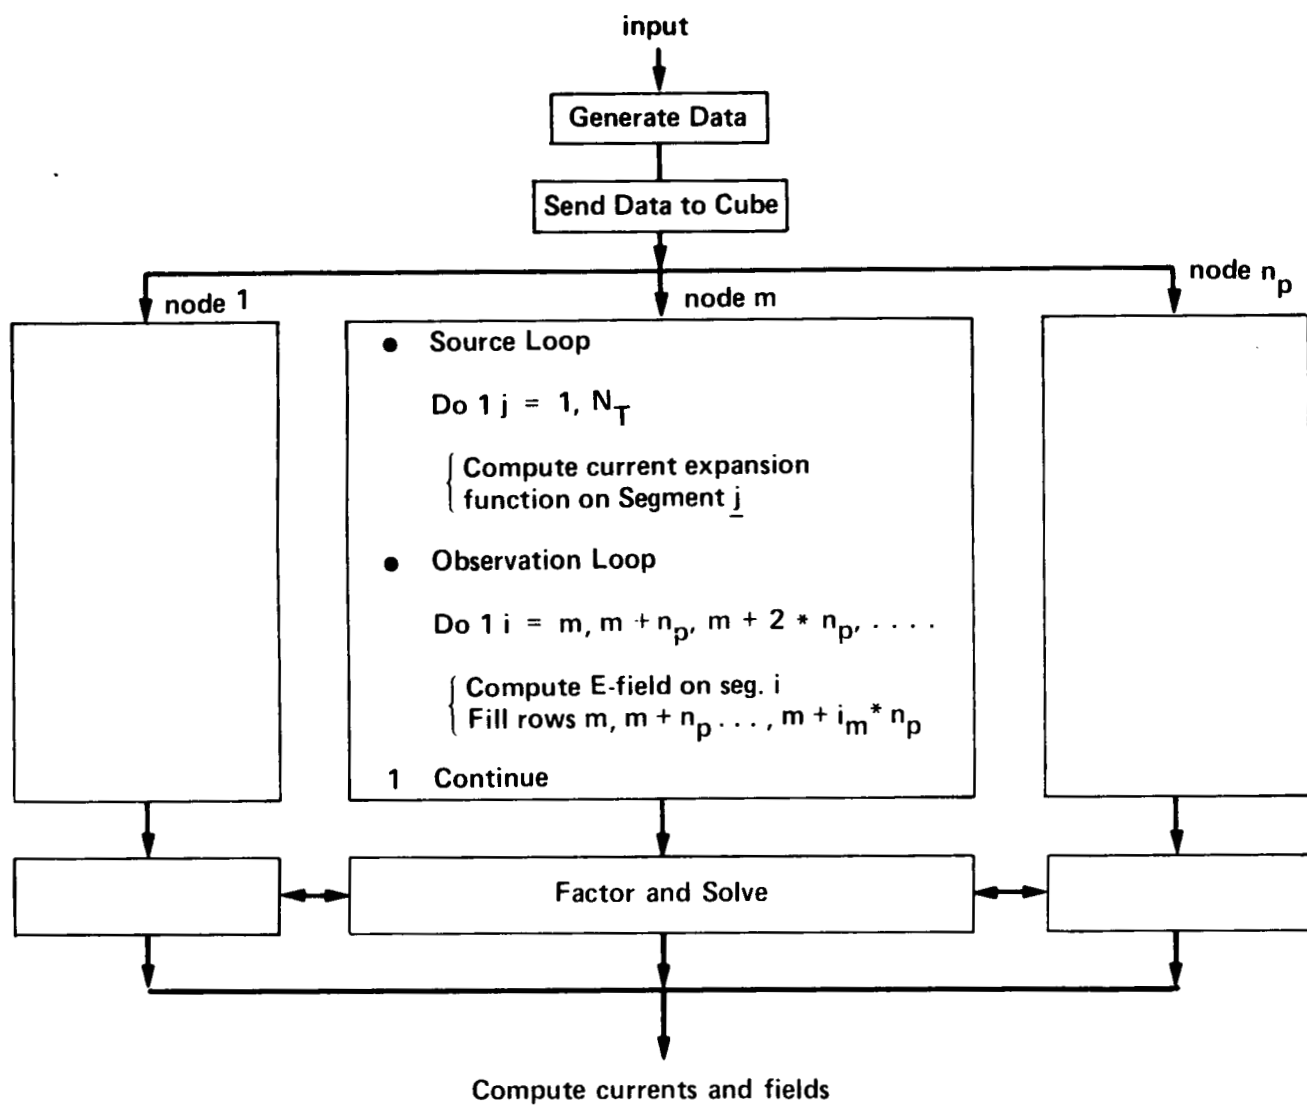 input
Generate Data
Send Data to Cube
node 1
node m
node n_p
● Source Loop
Do 1 j = 1, N_T
Compute current expansion
function on Segment j
● Observation Loop
Do 1 i = m, m + n_p, m + 2 * n_p, . . . .
Compute E-field on seg. i
Fill rows m, m + n_p . . . , m + i_m * n_p
1 Continue
Factor and Solve
Compute currents and fields